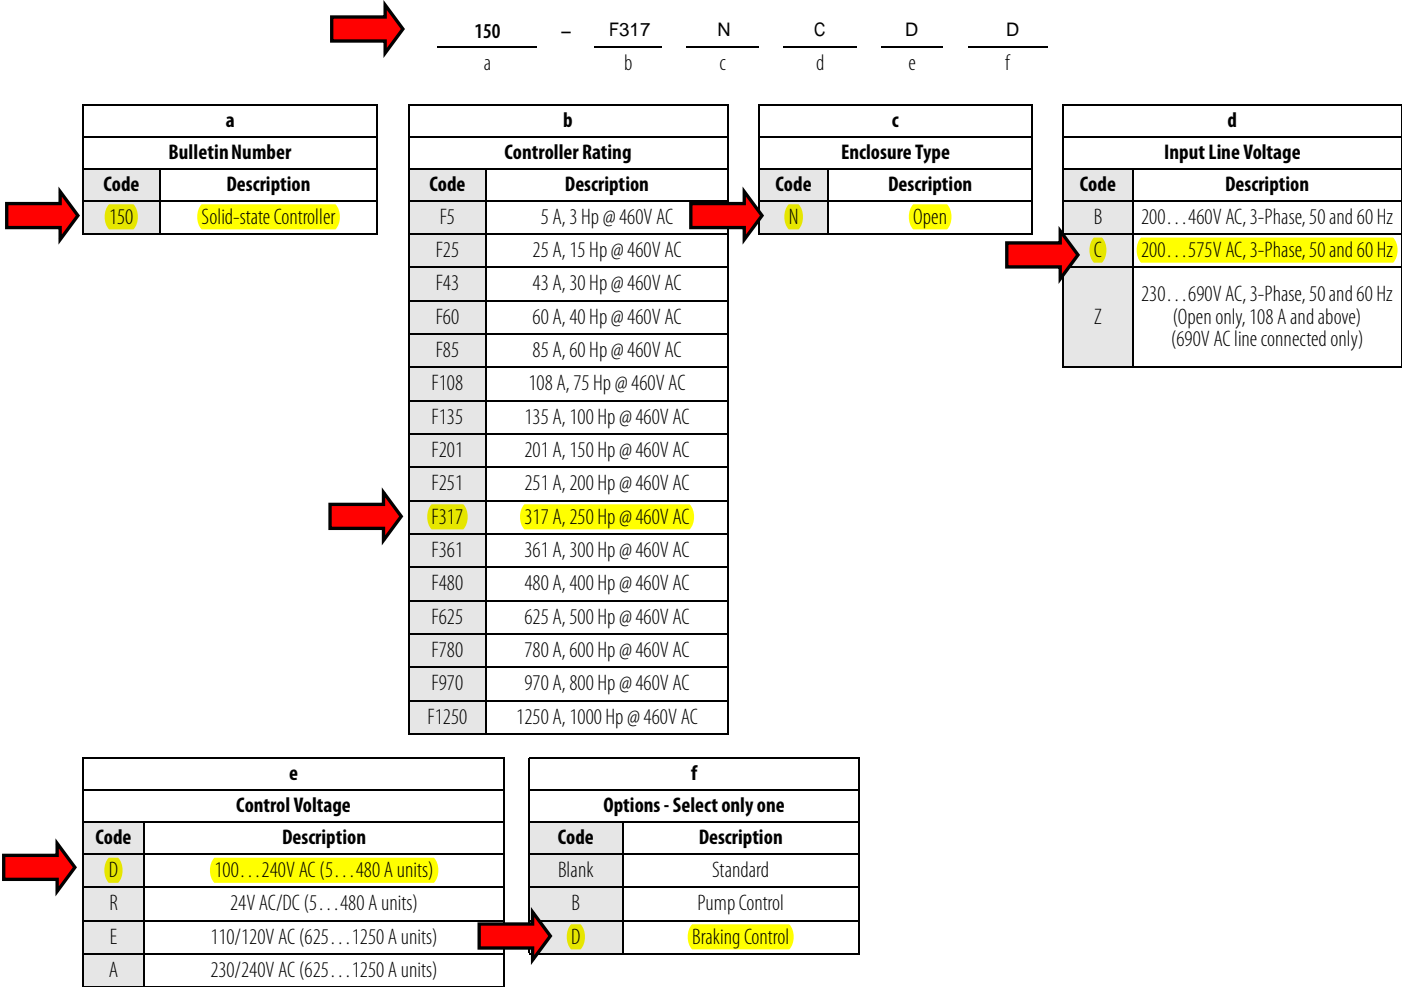 150 – F317 N C D D
a b c d e f
a
Bulletin Number
Code Description
150 Solid-state Controller
b
Controller Rating
Code Description
F5 5 A, 3 Hp @ 460V AC
F25 25 A, 15 Hp @ 460V AC
F43 43 A, 30 Hp @ 460V AC
F60 60 A, 40 Hp @ 460V AC
F85 85 A, 60 Hp @ 460V AC
F108 108 A, 75 Hp @ 460V AC
F135 135 A, 100 Hp @ 460V AC
F201 201 A, 150 Hp @ 460V AC
F251 251 A, 200 Hp @ 460V AC
F317 317 A, 250 Hp @ 460V AC
F361 361 A, 300 Hp @ 460V AC
F480 480 A, 400 Hp @ 460V AC
F625 625 A, 500 Hp @ 460V AC
F780 780 A, 600 Hp @ 460V AC
F970 970 A, 800 Hp @ 460V AC
F1250 1250 A, 1000 Hp @ 460V AC
c
Enclosure Type
Code Description
N Open
d
Input Line Voltage
Code Description
B 200…460V AC, 3-Phase, 50 and 60 Hz
C 200…575V AC, 3-Phase, 50 and 60 Hz
Z 230…690V AC, 3-Phase, 50 and 60 Hz
(Open only, 108 A and above)
(690V AC line connected only)
e
Control Voltage
Code Description
D 100…240V AC (5…480 A units)
R 24V AC/DC (5…480 A units)
E 110/120V AC (625…1250 A units)
A 230/240V AC (625…1250 A units)
f
Options - Select only one
Code Description
Blank Standard
B Pump Control
D Braking Control